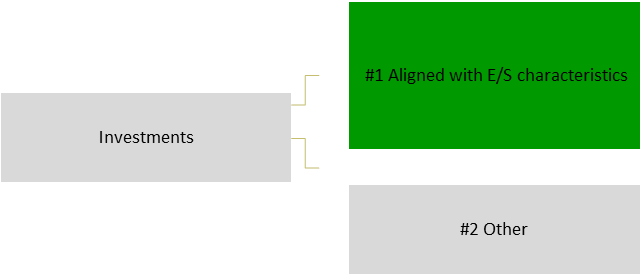 #1 Aligned with E/S characteristics
Investments
#2 Other